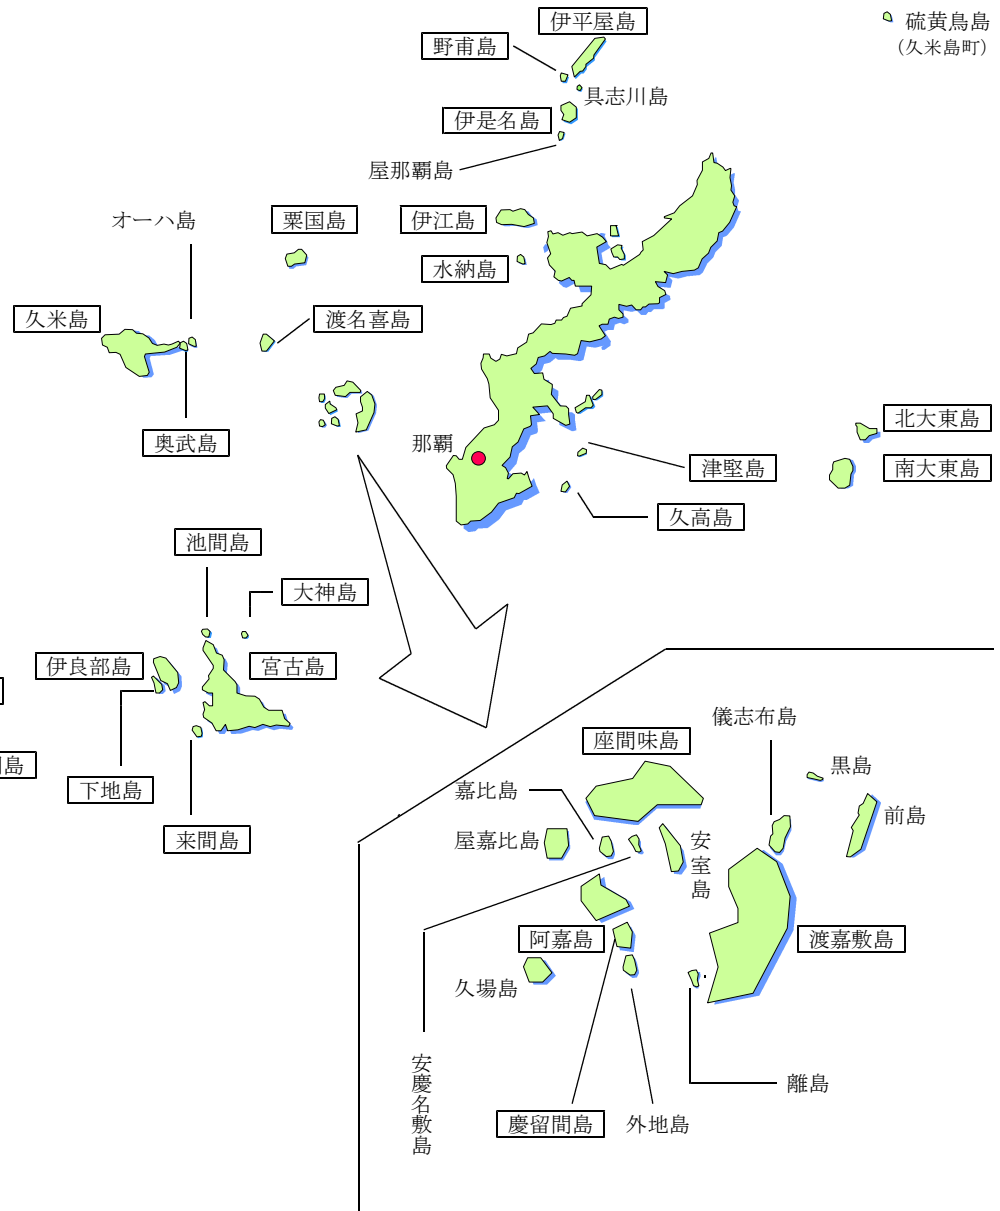 伊平屋島
硫黄鳥島
（久米島町）
野甫島
具志川島
伊是名島
屋那覇島
オーハ島
粟国島
伊江島
水納島
久米島
渡名喜島
奥武島
那覇
北大東島
津堅島
南大東島
久高島
池間島
大神島
伊良部島
宮古島
島
下地島
来間島
儀志布島
座間味島
黒島
嘉比島
前島
屋嘉比島
安室島
阿嘉島
渡嘉敷島
久場島
安慶名敷島
離島
慶留間島
外地島